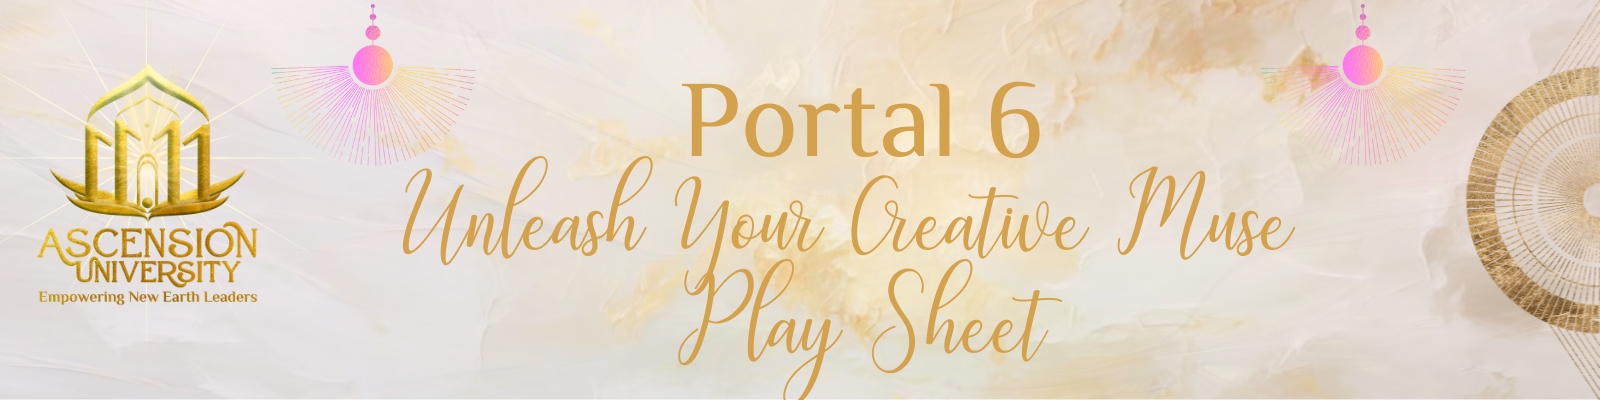 Portal 6
Unleash Your Creative Muse
Play Sheet
ASCENSION
UNIVERSITY
Empowering New Earth Leaders